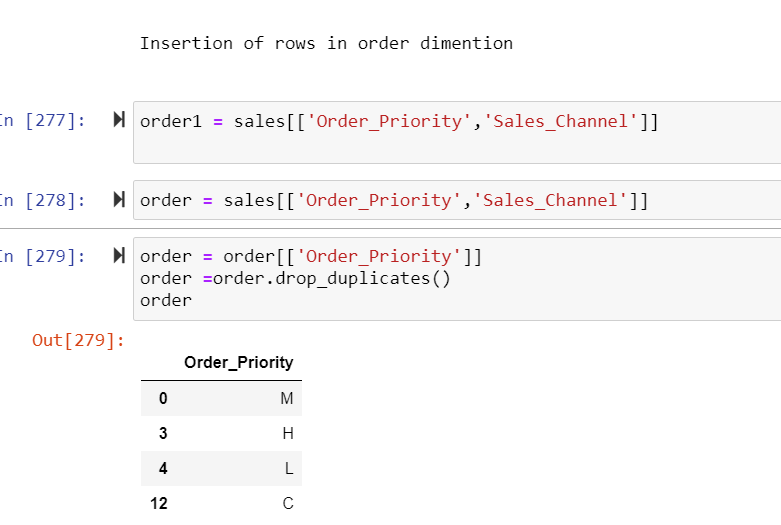 Insertion of rows in order dimention
In [277]: order1 = sales[['Order_Priority','Sales_Channel']]
In [278]: order = sales[['Order_Priority','Sales_Channel']]
In [279]: order = order[['Order_Priority']]
order =order.drop_duplicates()
order
Out[279]:
Order_Priority
0 M
3 H
4 L
12 C